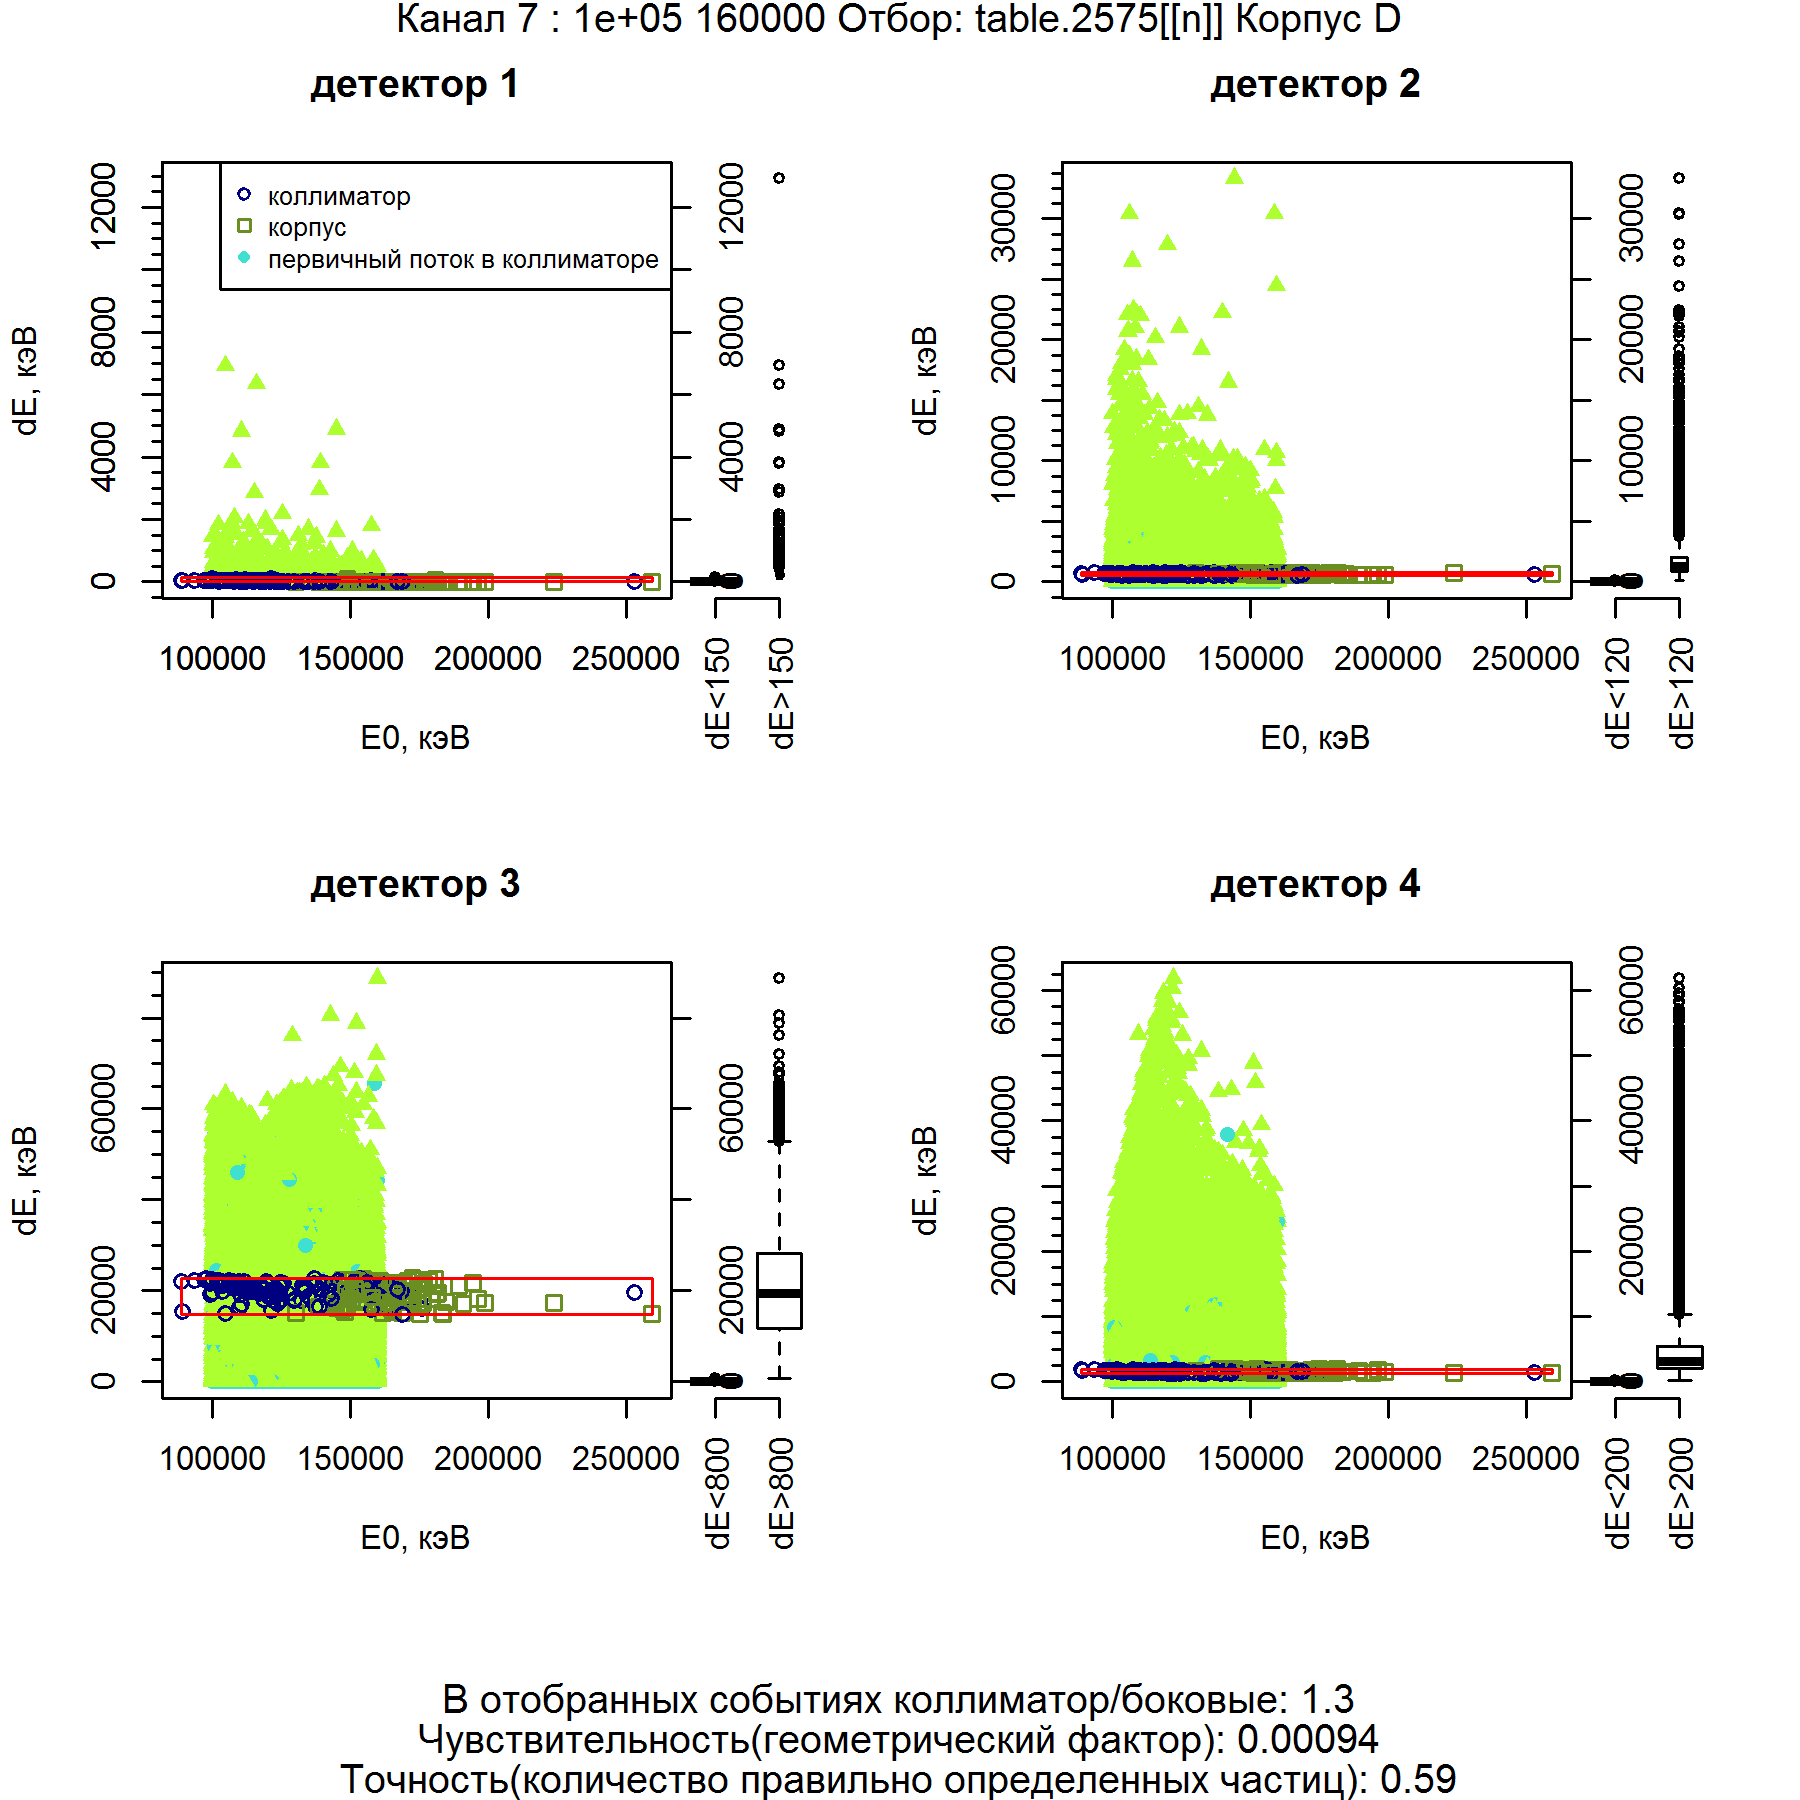 Канал 7 : 1e+05 160000 Отбор: table.2575[[n]] Корпус D
детектор 1
dE, кэВ
0 4000 8000 12000
коллиматор
корпус
первичный поток в коллиматоре
100000 150000 200000 250000
E0, кэВ
0 4000 8000 12000
dE<150
dE>150
детектор 2
dE, кэВ
0 10000 20000 30000
100000 150000 200000 250000
E0, кэВ
0 10000 20000 30000
dE<120
dE>120
детектор 3
dE, кэВ
0 20000 60000
100000 150000 200000 250000
E0, кэВ
0 20000 60000
dE<800
dE>800
детектор 4
dE, кэВ
0 20000 40000 60000
100000 150000 200000 250000
E0, кэВ
0 20000 40000 60000
dE<200
dE>200
В отобранных событиях коллиматор/боковые: 1.3
Чувствительность(геометрический фактор): 0.00094
Точность(количество правильно определенных частиц): 0.59